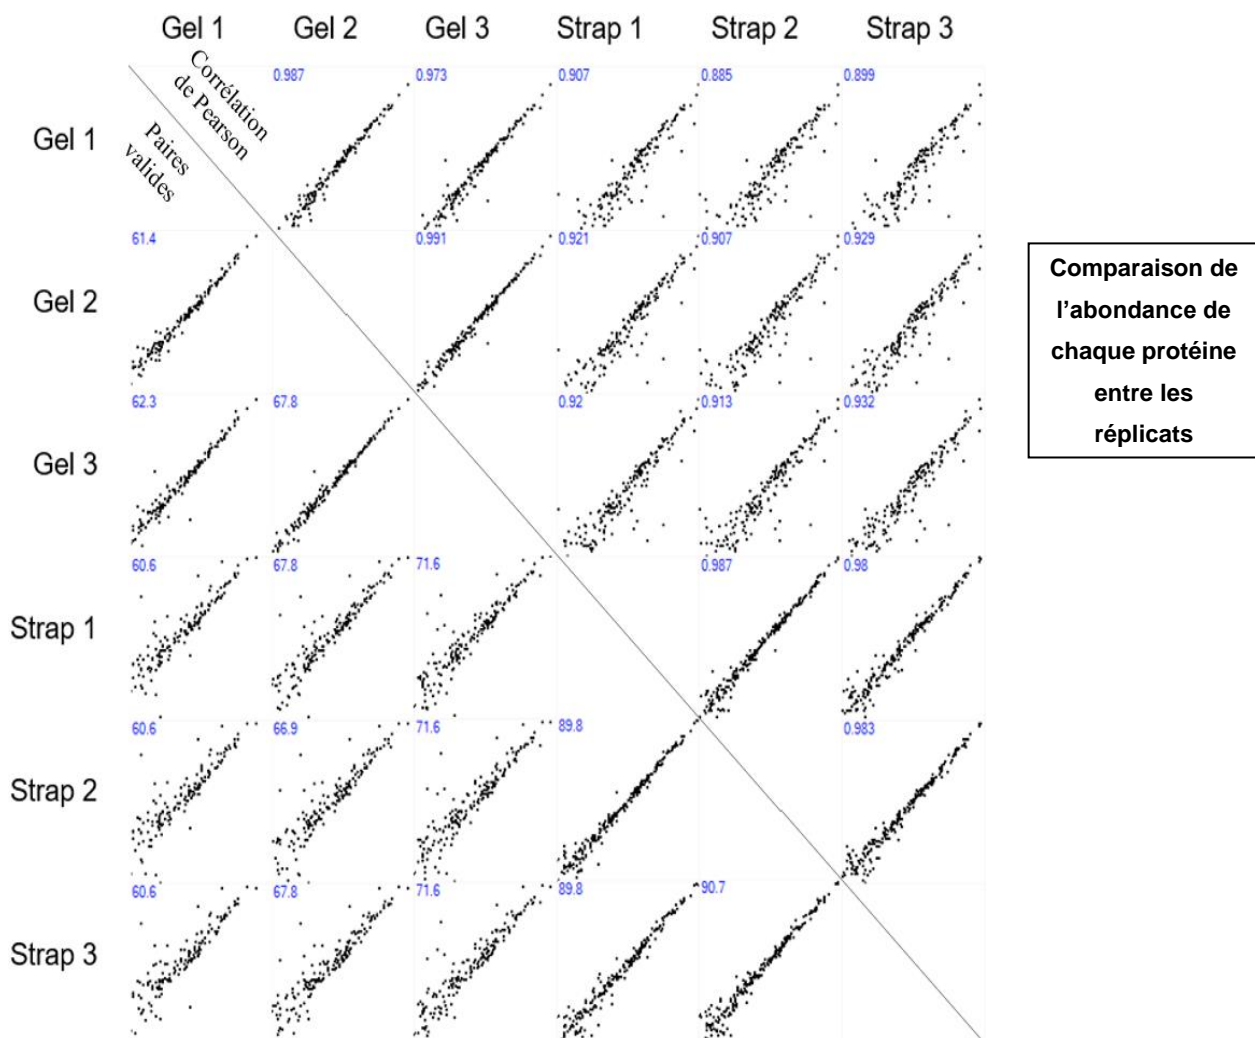 Gel 1 Gel 2 Gel 3 Strap 1 Strap 2 Strap 3
Corrélation
de Pearson
Paires
valides
Gel 1
0.987 0.973 0.907 0.885 0.899
Gel 2
61.4 0.991 0.921 0.907 0.929
Gel 3
62.3 67.8 0.92 0.913 0.932
Strap 1
60.6 67.8 71.6 0.987 0.98
Strap 2
60.6 66.9 71.6 89.8 0.983
Strap 3
60.6 67.8 71.6 89.8 90.7
Comparaison de
l’abondance de
chaque protéine
entre les
réplicats